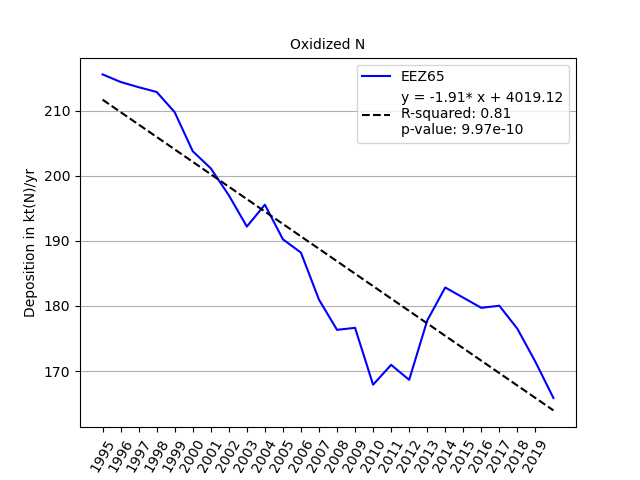 Oxidized N
EEZ65
y = -1.91* x + 4019.12
R-squared: 0.81
p-value: 9.97e-10
Deposition in kt(N)/yr
210
200
190
180
170
1995 1996 1997 1998 1999 2000 2001 2002 2003 2004 2005 2006 2007 2008 2009 2010 2011 2012 2013 2014 2015 2016 2017 2018 2019